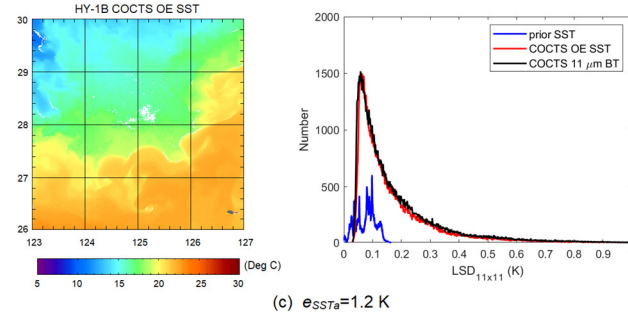 HY-1B COCTS OE SST
30
29
28
27
26
123 124 125 126 127
(Deg C)
5 10 15 20 25 30
2000
1500
1000
500
0
Number
prior SST
COCTS OE SST
COCTS 11 μm BT
0 0.1 0.2 0.3 0.4 0.5 0.6 0.7 0.8 0.9
LSD11x11 (K)
(c) eSSTa=1.2 K